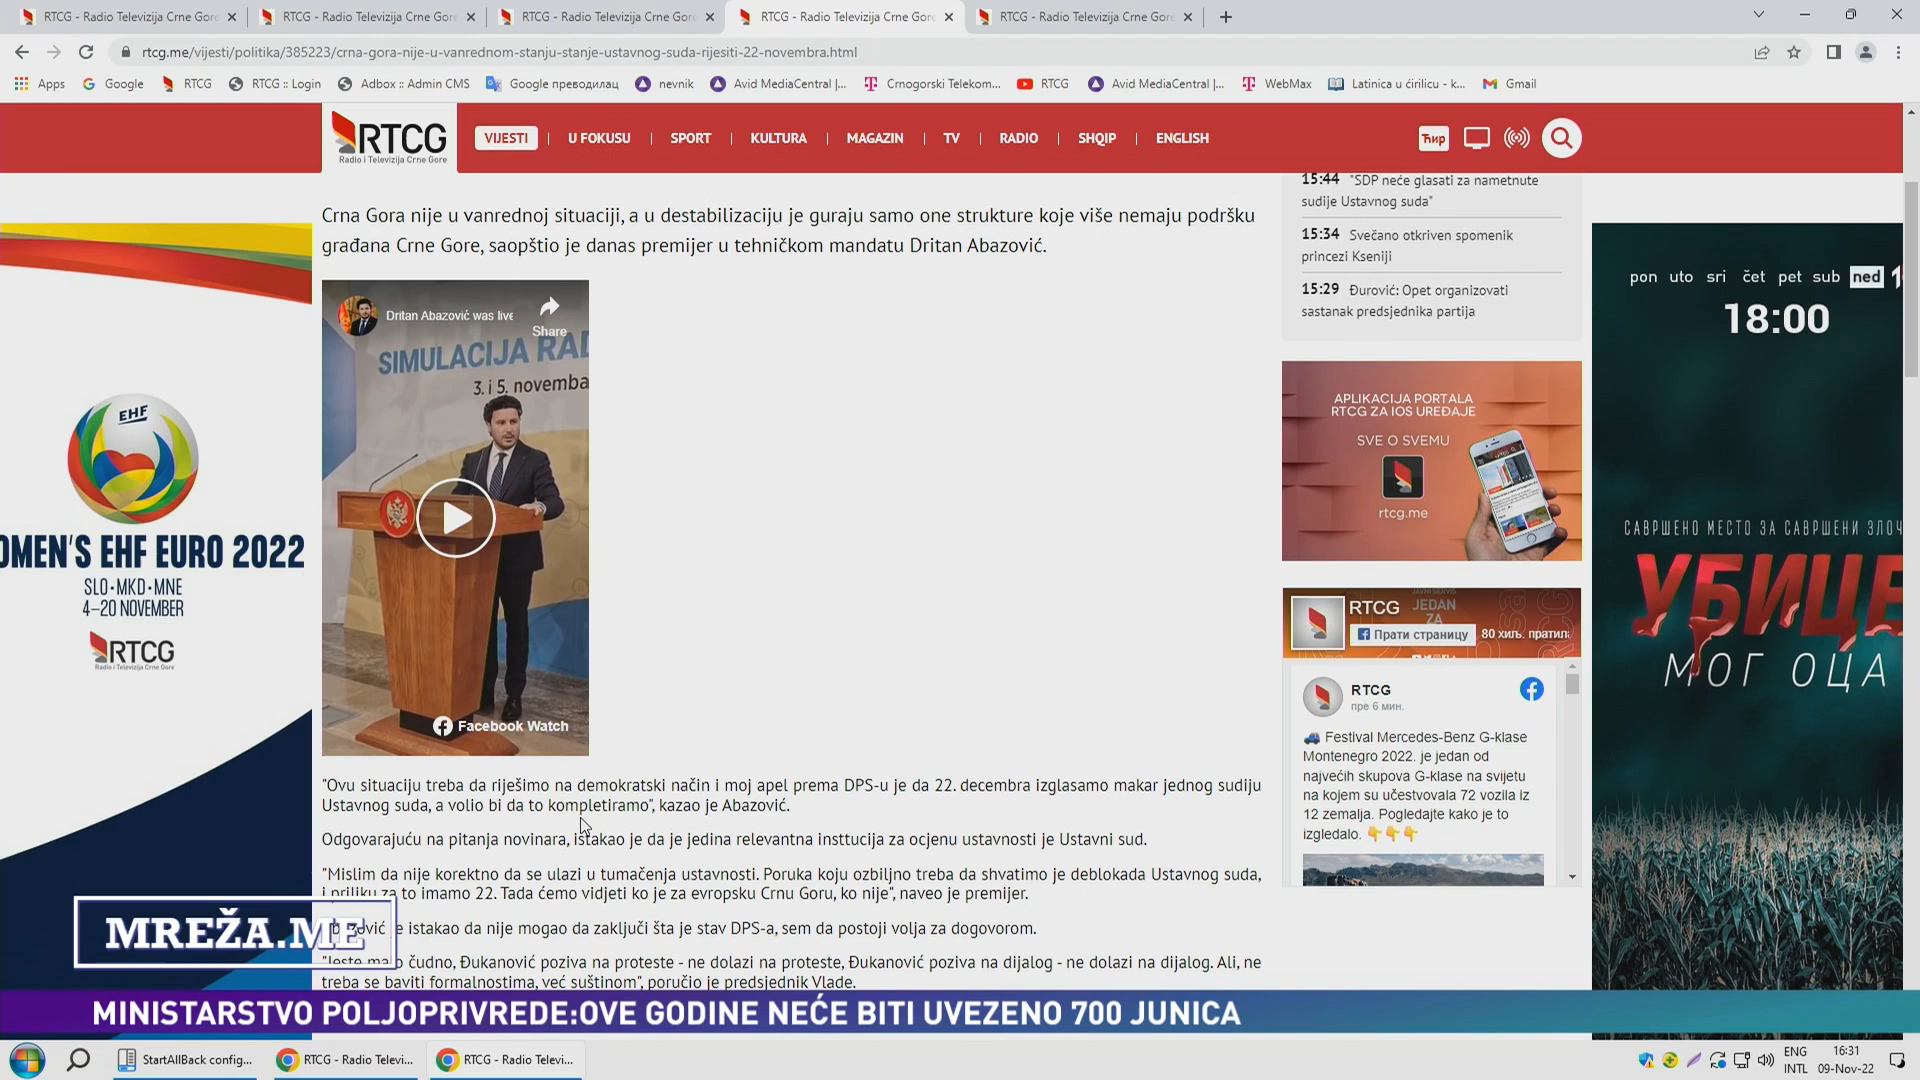 RTCG - Radio Televizija Crne Gor
RTCG - Radio Televizija Crne Gor
RTCG - Radio Televizija Crne Gor
RTCG - Radio Televizija Crne Gor
RTCG - Radio Televizija Crne Gor
rtcg.me/vijesti/politika/385223/crna-gora-nije-u-vanrednom-stanju-stanje-ustavnog-suda-rijesiti-22-novembra.html
Apps Google RTCG RTCG :: Login Adbox :: Admin CMS Google преводилац nevnik Avid MediaCentral |... Crnogorski Telekom... RTCG Avid MediaCentral |... WebMax Latinica u ćirilicu - k... Gmail
RTCG
Radio i Televizija Crne Gore
VIJESTI | U FOKUSU | SPORT | KULTURA | MAGAZIN | TV | RADIO | SHQIP | ENGLISH
Ћир
Crna Gora nije u vanrednoj situaciji, a u destabilizaciju je guraju samo one strukture koje više nemaju podršku
građana Crne Gore, saopštio je danas premijer u tehničkom mandatu Dritan Abazović.
Dritan Abazović was live
Share
SIMULACIJA RAD
3. i 5. novemba
Facebook Watch
"Ovu situaciju treba da riješimo na demokratski način i moj apel prema DPS-u je da 22. decembra izglasamo makar jednog sudiju
Ustavnog suda, a volio bi da to kompletiramo", kazao je Abazović.
Odgovarajuću na pitanja novinara, istakao je da je jedina relevantna insttucija za ocjenu ustavnosti je Ustavni sud.
"Mislim da nije korektno da se ulazi u tumačenja ustavnosti. Poruka koju ozbiljno treba da shvatimo je deblokada Ustavnog suda,
i priliku za to imamo 22. Tada ćemo vidjeti ko je za evropsku Crnu Goru, ko nije", naveo je premijer.
istakao da nije mogao da zaključi šta je stav DPS-a, sem da postoji volja za dogovorom.
"Jeste malo čudno, Đukanović poziva na proteste - ne dolazi na proteste, Đukanović poziva na dijalog - ne dolazi na dijalog. Ali, ne
treba se baviti formalnostima, već suštinom", poručio je predsjednik Vlade.
15:44 "SDP neće glasati za nametnute
sudije Ustavnog suda"
15:34 Svečano otkriven spomenik
princezi Kseniji
15:29 Đurović: Opet organizovati
sastanak predsjednika partija
APLIKACIJA PORTALA
RTCG ZA IOS UREĐAJE
SVE O SVEMU
rtcg.me
RTCG
JAVNI SERVIS
JEDAN
ZA
Прати страницу
80 хиљ. пратила
RTCG
пре 6 мин.
Festival Mercedes-Benz G-klase
Montenegro 2022. je jedan od
najvećih skupova G-klase na svijetu
na kojem su učestvovala 72 vozila iz
12 zemalja. Pogledajte kako je to
izgledalo.
EHF
OMEN'S EHF EURO 2022
SLO·MKD·MNE
4–20 NOVEMBER
RTCG
Radio i Televizija Crne Gore
pon uto sri čet pet sub ned
18:00
САВРШЕНО МЕСТО ЗА САВРШЕНИ ЗЛОЧ
УБИЦЕ
МОГ ОЦА
MREŽA.ME
MINISTARSTVO POLJOPRIVREDE:OVE GODINE NEĆE BITI UVEZENO 700 JUNICA
StartAllBack config... RTCG - Radio Televi... RTCG - Radio Televi...
ENG
INTL
16:31
09-Nov-22